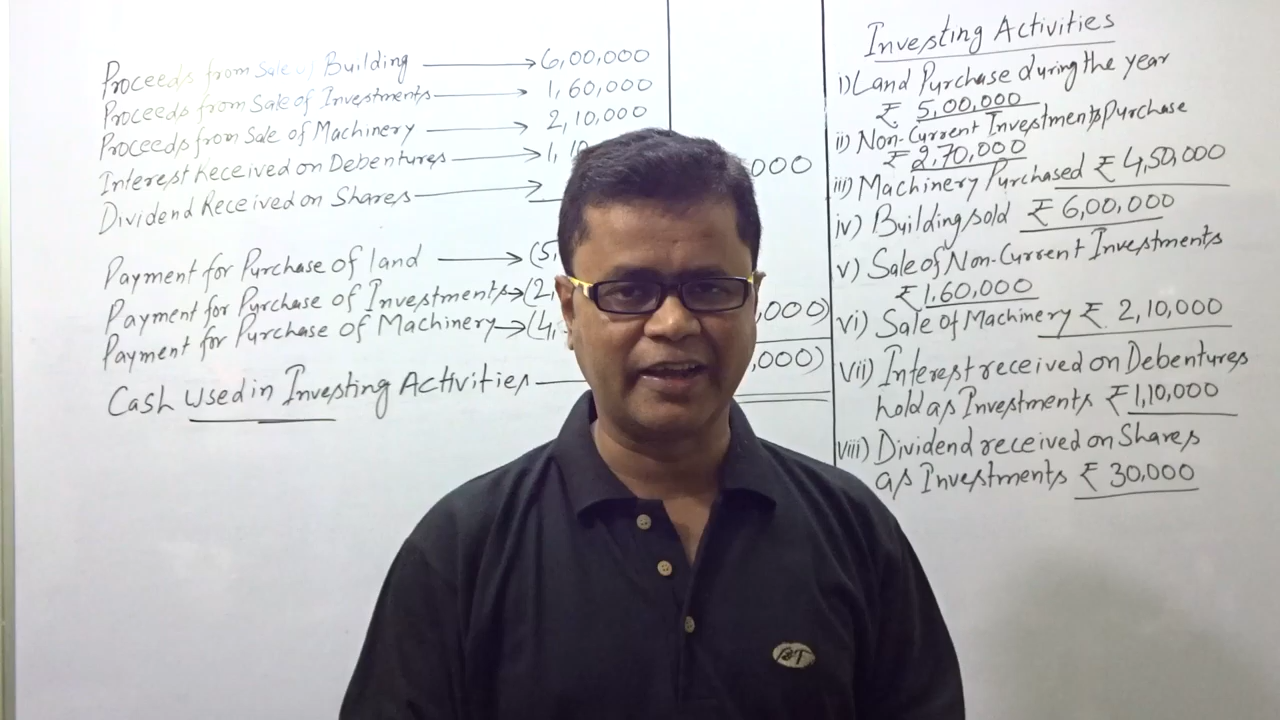 Proceeds from Sale of Building → 6,00,000
Proceeds from Sale of Investments → 1,60,000
Proceeds from Sale of Machinery → 2,10,000
Interest Received on Debentures → 1,10
Dividend Received on Shares →
000
Payment for Purchase of land → (5,
Payment for Purchase of Investments → (2,
Payment for Purchase of Machinery → (4,
,000)
Cash used in Investing Activities
,000)
Investing Activities
i) Land Purchase during the year
₹ 5,00,000
ii) Non-Current Investments Purchase
₹ 2,70,000
iii) Machinery Purchased ₹ 4,50,000
iv) Building sold ₹ 6,00,000
v) Sale of Non-Current Investments
₹ 1,60,000
vi) Sale of Machinery ₹ 2,10,000
vii) Interest received on Debentures
hold as Investments ₹ 1,10,000
viii) Dividend received on Shares
as Investments ₹ 30,000